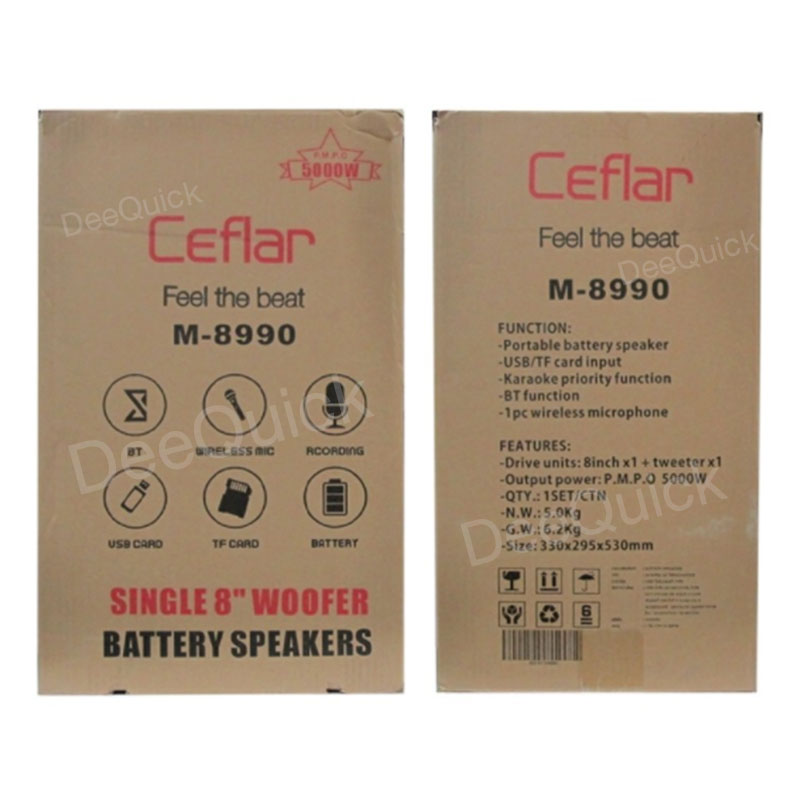 P.M.P.O
5000W
Ceflar
Feel the beat
M-8990
BT
WIRELESS MIC
RCORDING
USB CARD
TF CARD
BATTERY
SINGLE 8" WOOFER
BATTERY SPEAKERS
DeeQuick
DeeQuick
Ceflar
Feel the beat
M-8990
FUNCTION:
-Portable battery speaker
-USB/TF card input
-Karaoke priority function
-BT function
-1pc wireless microphone
FEATURES:
-Drive units: 8inch x1 + tweeter x1
-Output power: P.M.P.O 5000W
-QTY.: 1SET/CTN
-N.W.: 5.0Kg
-G.W.: 6.2Kg
-Size: 330x295x530mm
6
DeeQuick
DeeQuick